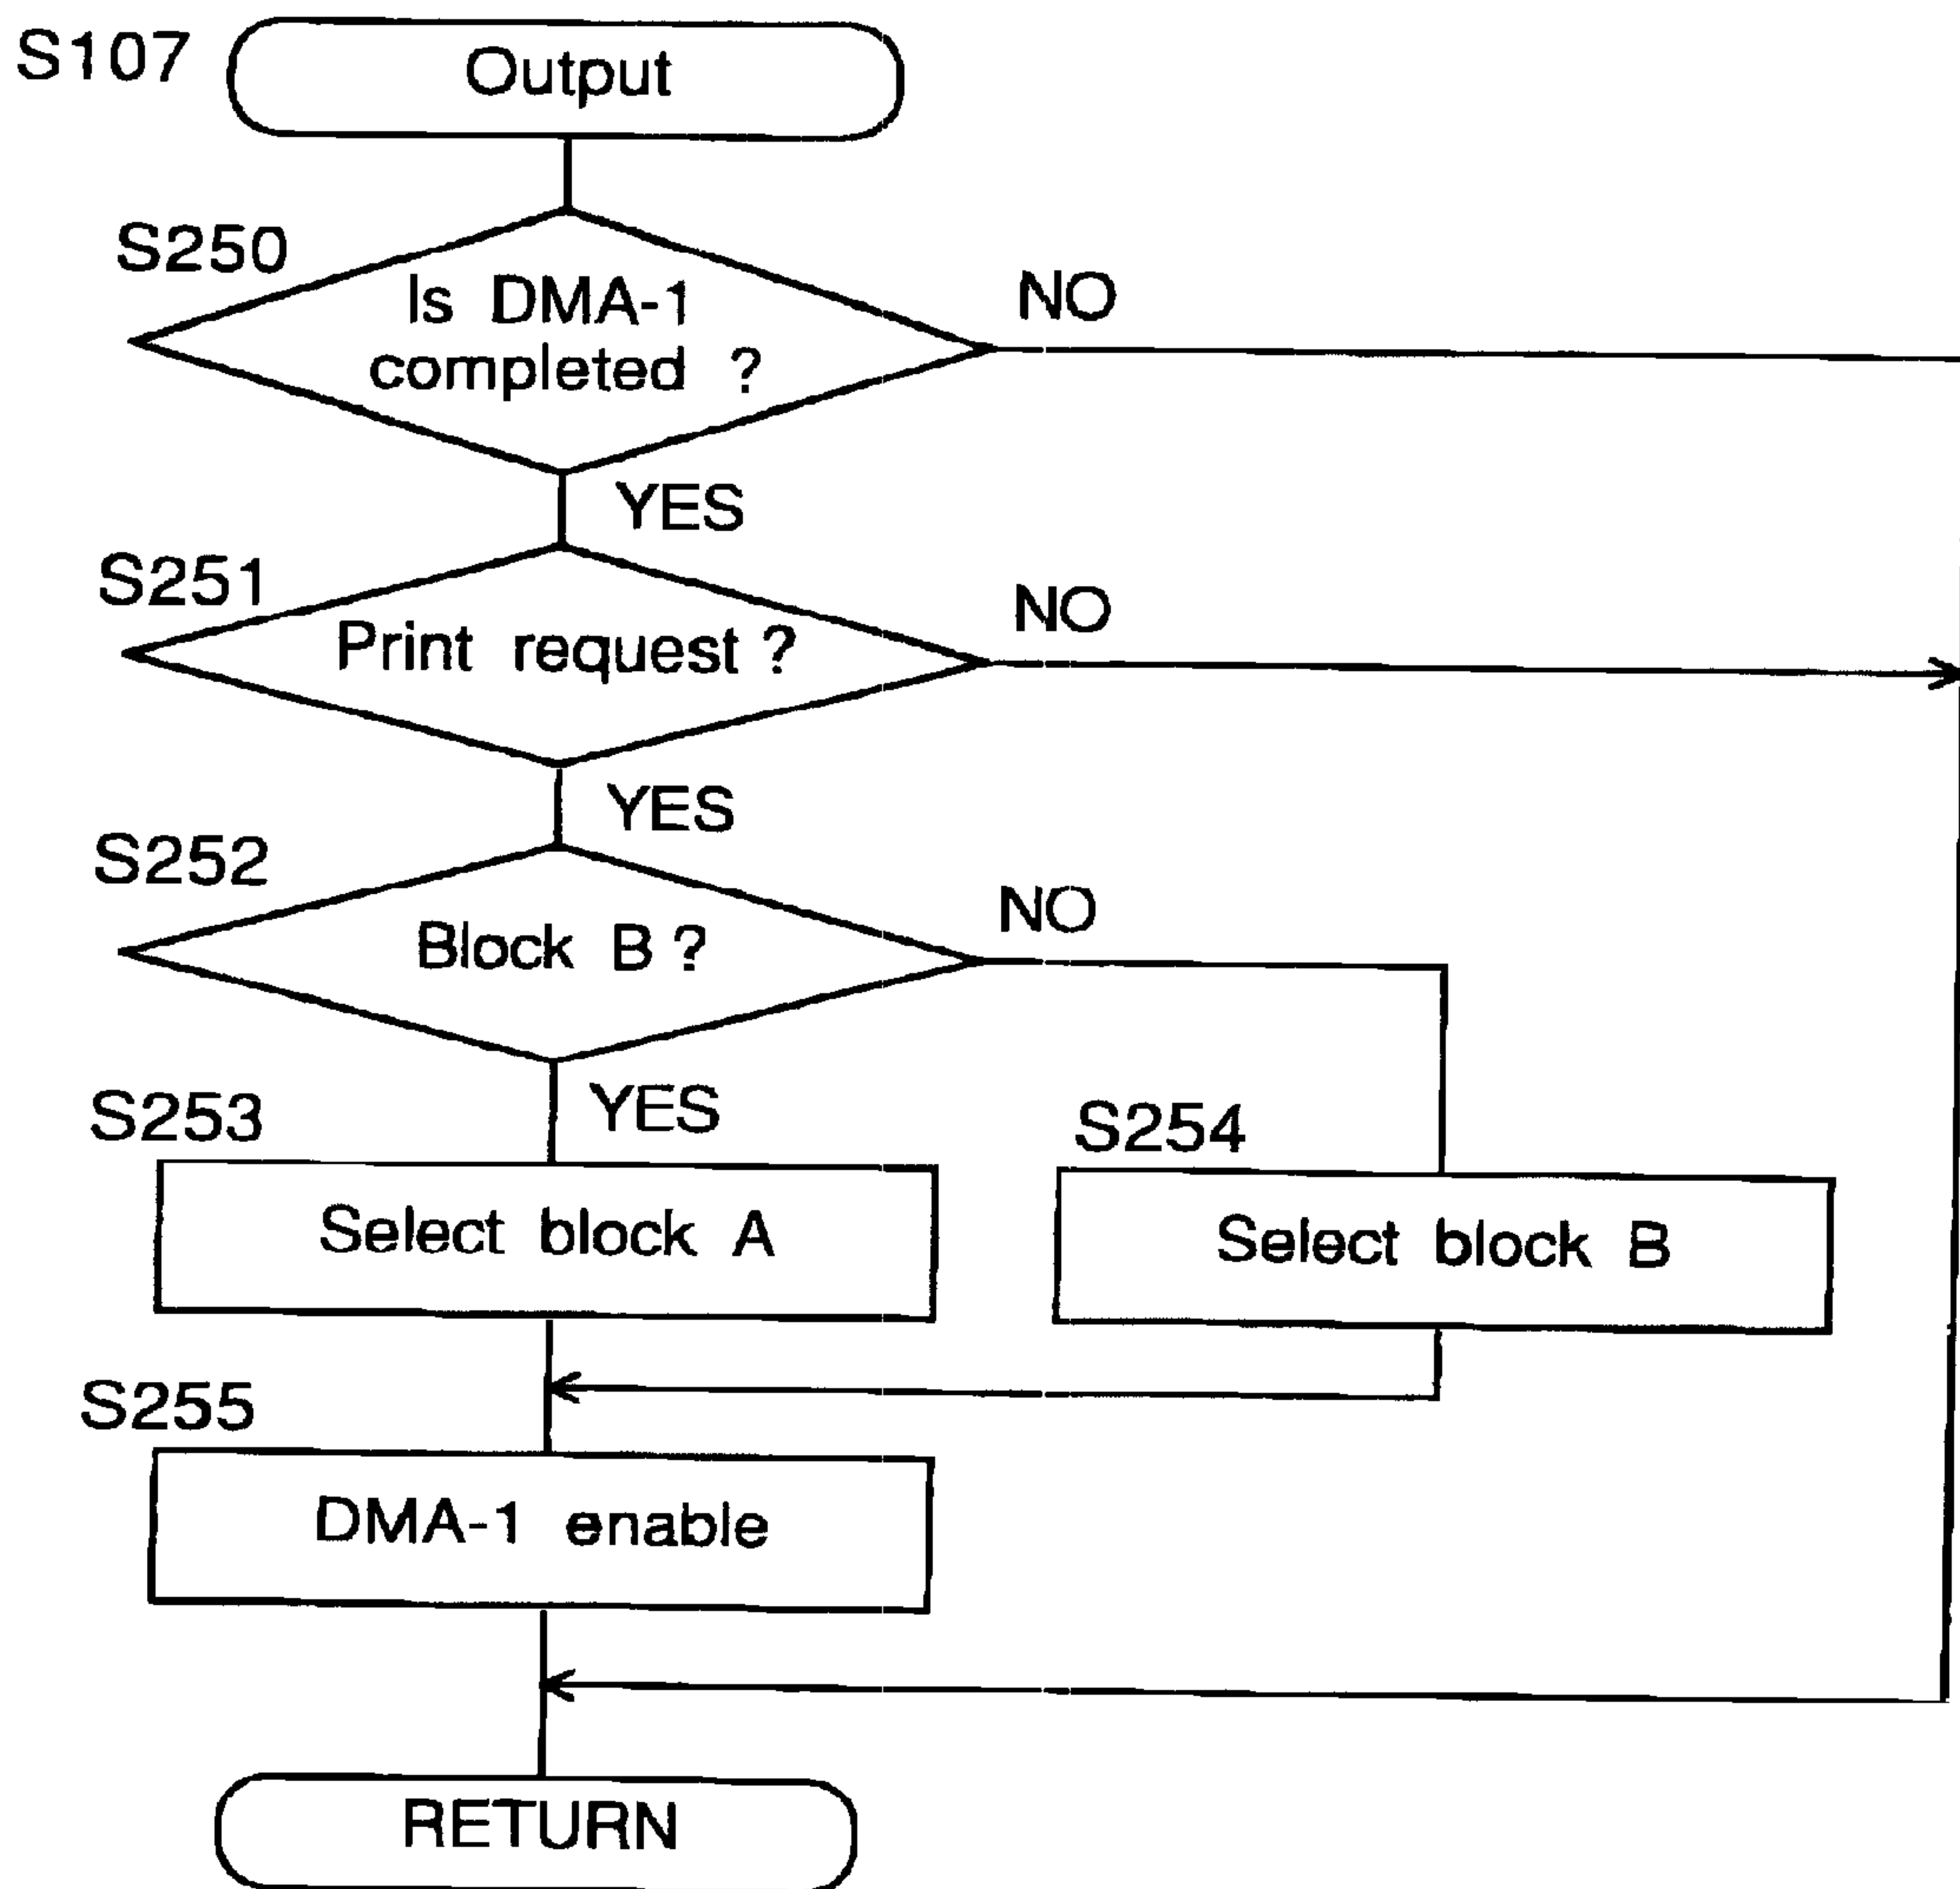 S107
Output
S250
Is DMA-1
completed ?
NO
YES
S251
Print request ?
NO
YES
S252
Block B ?
NO
YES
S253
Select block A
S254
Select block B
S255
DMA-1 enable
RETURN